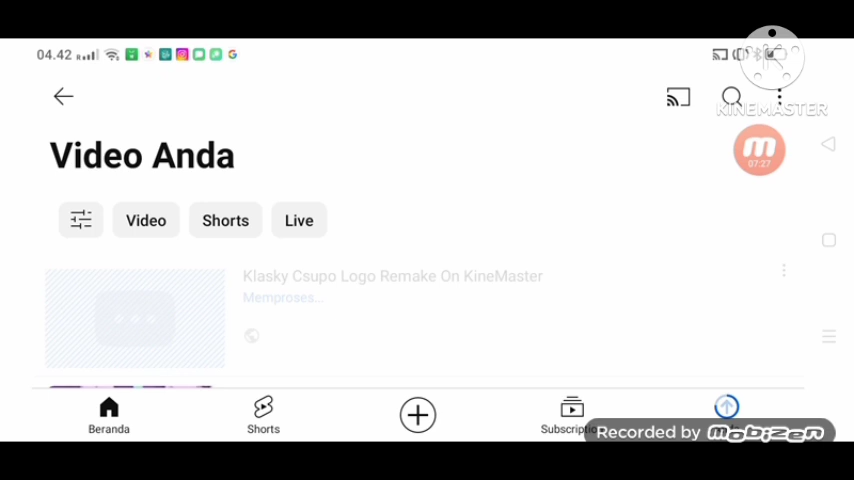 04.42
KINEMASTER
Video Anda
07:27
Video
Shorts
Live
Klasky Csupo Logo Remake On KineMaster
Memproses...
Beranda
Shorts
Recorded by mobizen